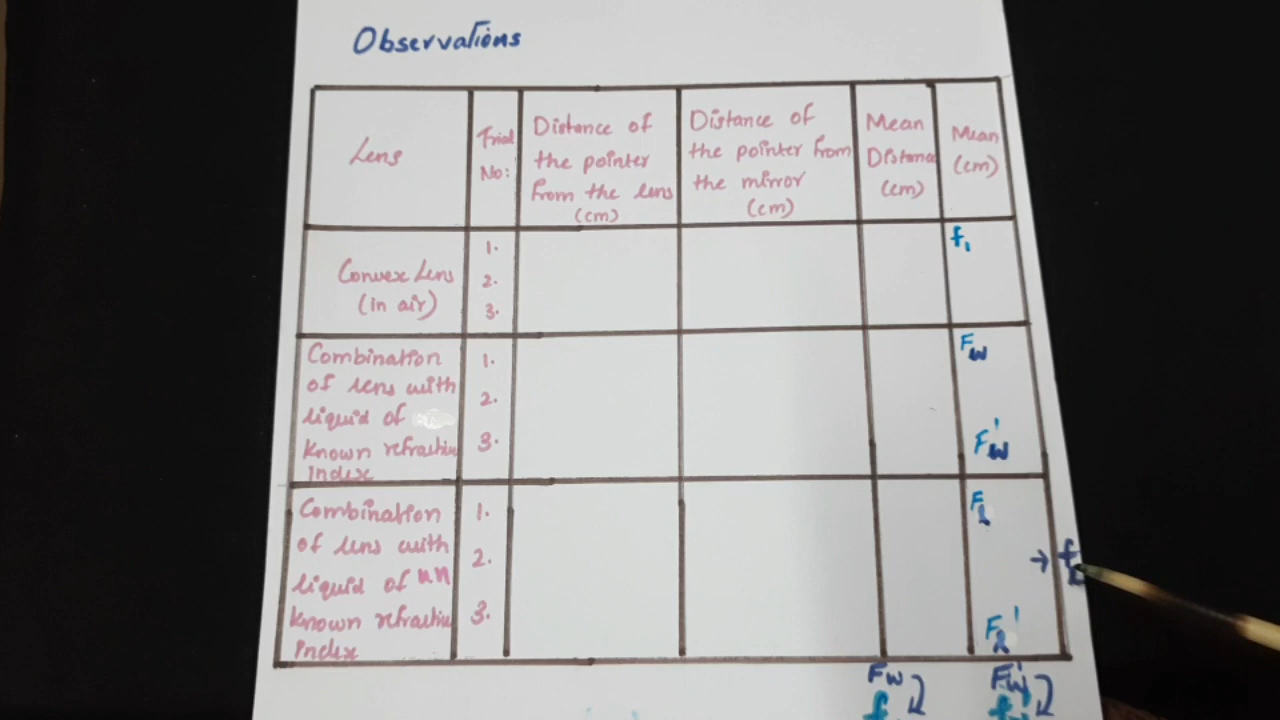 Observations
Lens
Trial
No:
Distance of
the pointer
from the lens
(cm)
Distance of
the pointer from
the mirror
(cm)
Mean
Distance
(cm)
Mean
(cm)
Convex Lens
(in air)
1.
2.
3.
f1
Combination
of lens with
liquid of
known refractive
index
1.
2.
3.
Fw
Fw'
Combination
of lens with
liquid of un
known refractive
index
1.
2.
3.
Fl
→ f
Fl'
Fw
Fw'